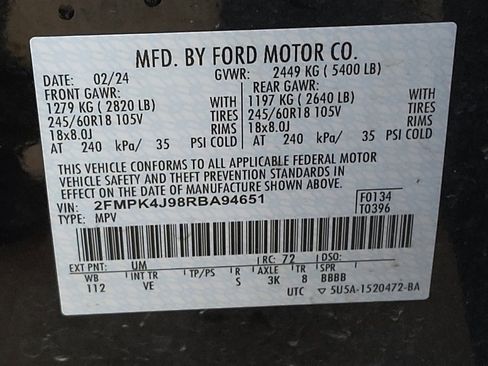 MFD. BY FORD MOTOR CO.
DATE: 02/24 GVWR: 2449 KG ( 5400 LB)
FRONT GAWR: REAR GAWR:
1279 KG ( 2820 LB) WITH 1197 KG ( 2640 LB) WITH
245/60R18 105V TIRES 245/60R18 105V TIRES
18x8.0J RIMS 18x8.0J RIMS
AT 240 kPa/ 35 PSI COLD AT 240 kPa/ 35 PSI COLD
THIS VEHICLE CONFORMS TO ALL APPLICABLE FEDERAL MOTOR
VEHICLE SAFETY AND THEFT PREVENTION STANDARDS IN
EFFECT ON THE DATE OF MANUFACTURE SHOWN ABOVE.
VIN: 2FMPK4J98RBA94651 F0134
TYPE: MPV T0396
EXT PNT: UM RC: 72 DSO:
WB INT TR TP/PS R AXLE TR SPR
112 VE S 3K 8 BBBB
UTC ▽ 5U5A-1520472-BA